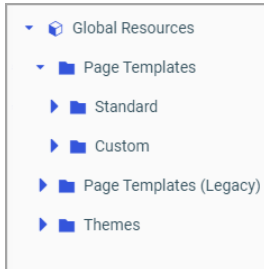 Global Resources
Page Templates
Standard
Custom
Page Templates (Legacy)
Themes